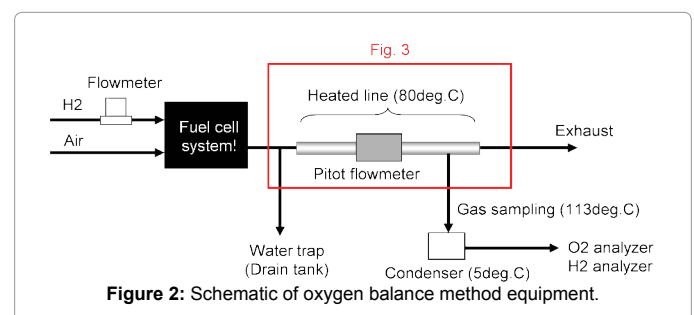 Fig. 3
Flowmeter
Heated line (80deg.C)
H2
Air
Fuel cell
system!
Exhaust
Pitot flowmeter
Gas sampling (113deg.C)
Water trap
(Drain tank)
O2 analyzer
H2 analyzer
Condenser (5deg.C)
Figure 2: Schematic of oxygen balance method equipment.